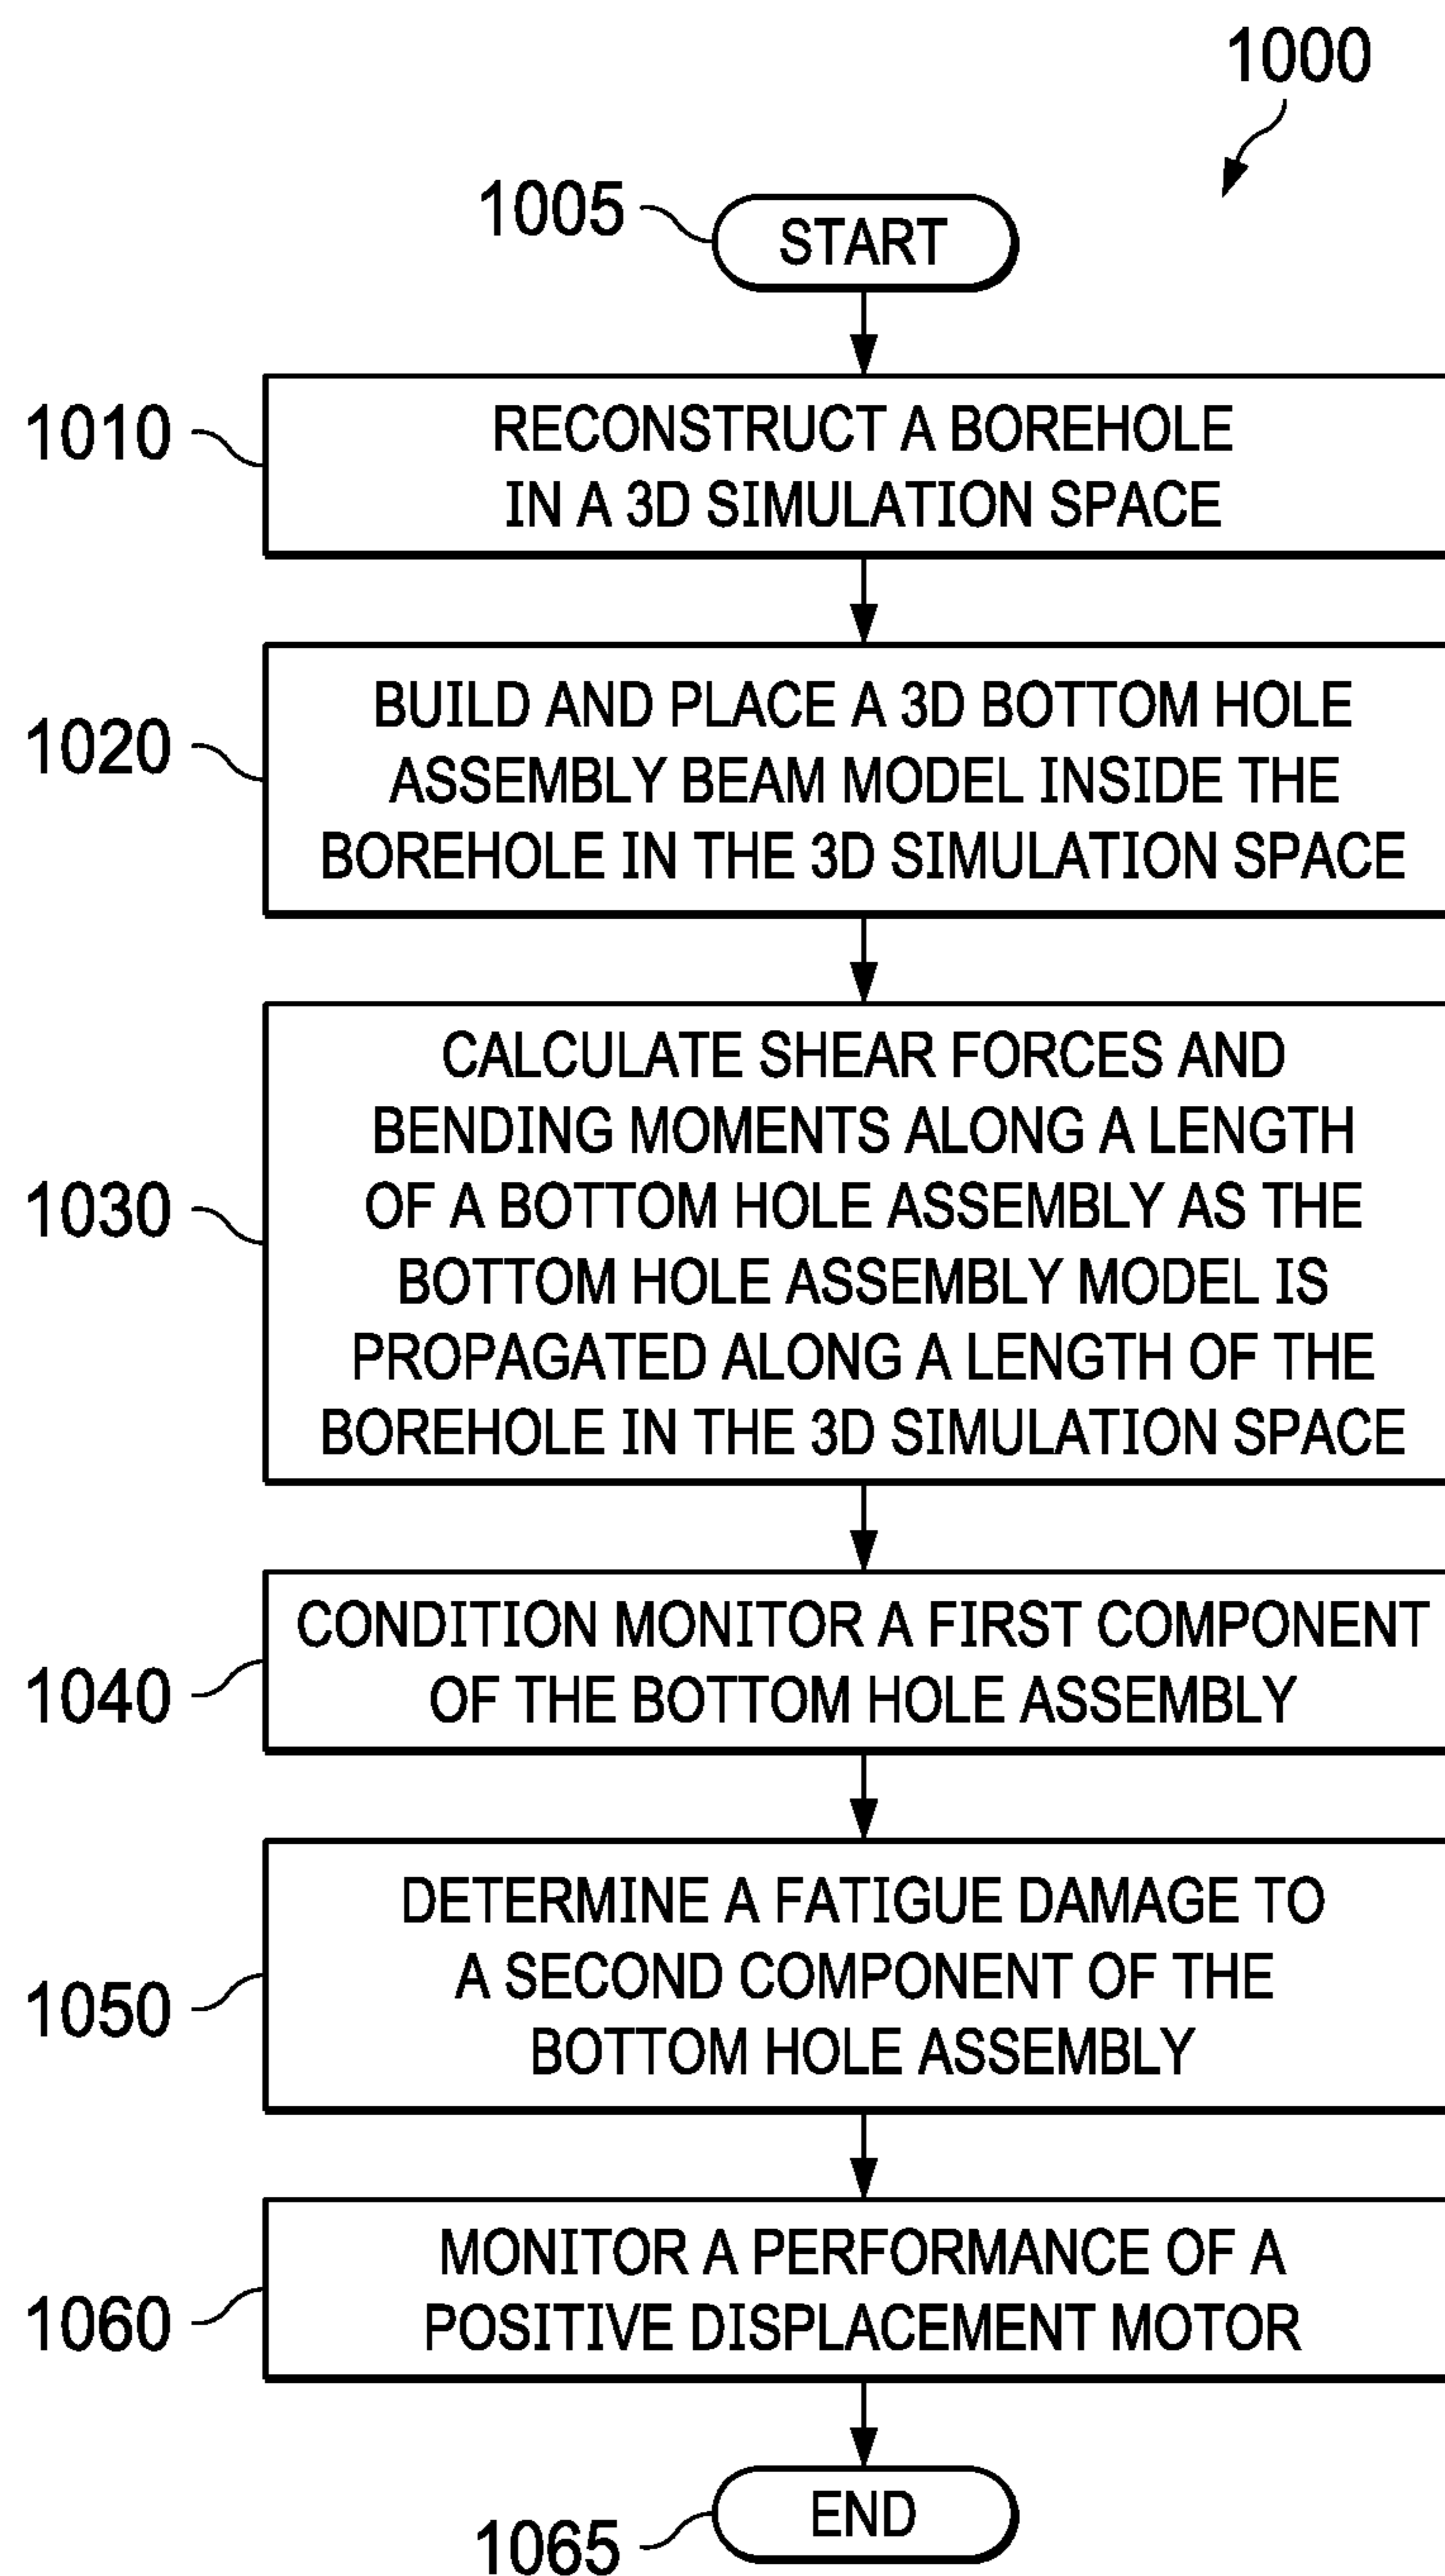 1000
1005
START
1010
RECONSTRUCT A BOREHOLE
IN A 3D SIMULATION SPACE
1020
BUILD AND PLACE A 3D BOTTOM HOLE
ASSEMBLY BEAM MODEL INSIDE THE
BOREHOLE IN THE 3D SIMULATION SPACE
1030
CALCULATE SHEAR FORCES AND
BENDING MOMENTS ALONG A LENGTH
OF A BOTTOM HOLE ASSEMBLY AS THE
BOTTOM HOLE ASSEMBLY MODEL IS
PROPAGATED ALONG A LENGTH OF THE
BOREHOLE IN THE 3D SIMULATION SPACE
1040
CONDITION MONITOR A FIRST COMPONENT
OF THE BOTTOM HOLE ASSEMBLY
1050
DETERMINE A FATIGUE DAMAGE TO
A SECOND COMPONENT OF THE
BOTTOM HOLE ASSEMBLY
1060
MONITOR A PERFORMANCE OF A
POSITIVE DISPLACEMENT MOTOR
1065
END